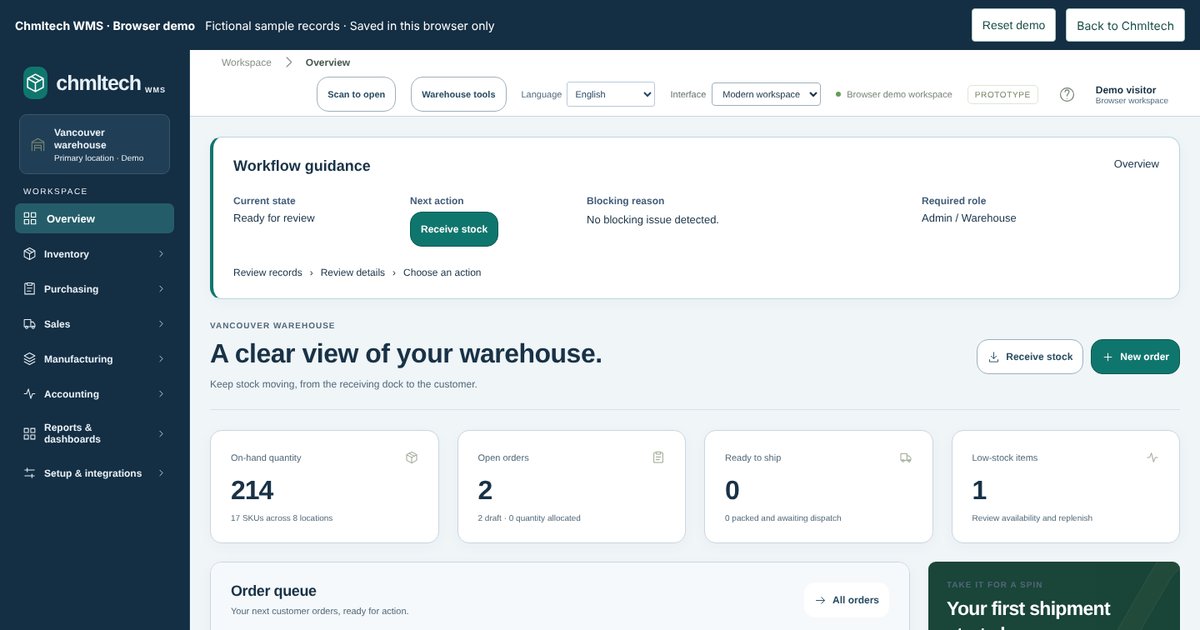 Chmltech WMS · Browser demo Fictional sample records · Saved in this browser only
Reset demo
Back to Chmltech
chmltech WMS
Vancouver
warehouse
Primary location · Demo
WORKSPACE
Overview
Inventory
Purchasing
Sales
Manufacturing
Accounting
Reports &
dashboards
Setup & integrations
Workspace
Overview
Scan to open
Warehouse tools
Language
English
Interface
Modern workspace
Browser demo workspace
PROTOTYPE
Demo visitor
Browser workspace
Workflow guidance
Overview
Current state
Ready for review
Next action
Receive stock
Blocking reason
No blocking issue detected.
Required role
Admin / Warehouse
Review records › Review details › Choose an action
VANCOUVER WAREHOUSE
A clear view of your warehouse.
Keep stock moving, from the receiving dock to the customer.
Receive stock
New order
On-hand quantity
214
17 SKUs across 8 locations
Open orders
2
2 draft · 0 quantity allocated
Ready to ship
0
0 packed and awaiting dispatch
Low-stock items
1
Review availability and replenish
Order queue
Your next customer orders, ready for action.
All orders
TAKE IT FOR A SPIN
Your first shipment